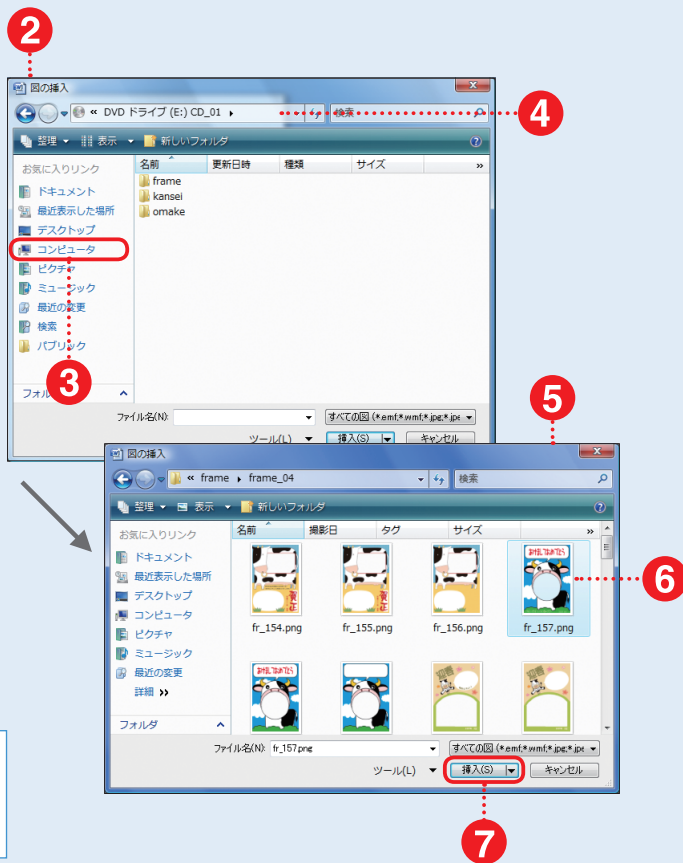 2
図の挿入
« DVD ドライブ (E:) CD_01
4
検索
整理 表示 新しいフォルダ
お気に入りリンク
ドキュメント
最近表示した場所
デスクトップ
コンピュータ
ピクチャ
ミュージック
最近の変更
検索
パブリック
3
名前 更新日時 種類 サイズ »
frame
kansei
omake
ファイル名(N):
すべての図 (*.emf;*.wmf;*.jpg;*.jpe
ツール(L) 挿入(S) キャンセル
5
図の挿入
« frame frame_04
検索
整理 表示 新しいフォルダ
お気に入りリンク
ドキュメント
最近表示した場所
デスクトップ
コンピュータ
ピクチャ
ミュージック
最近の変更
詳細 »
フォルダ
名前 撮影日 タグ サイズ »
6
fr_154.png fr_155.png fr_156.png fr_157.png
ファイル名(N): fr_157.png
すべての図 (*.emf;*.wmf;*.jpg;*.jpe
ツール(L) 挿入(S) キャンセル
7